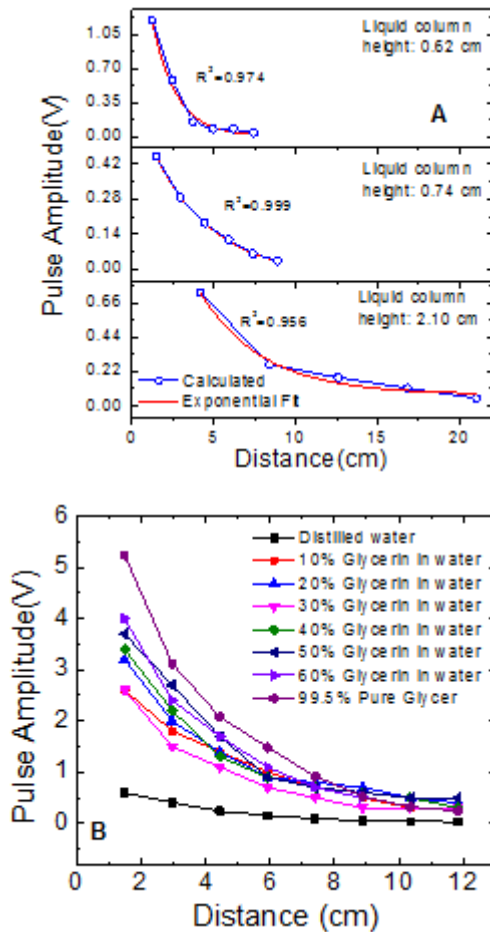 Liquid column
height: 0.62 cm
R²=0.974
A
1.05
0.70
0.35
0.00
Liquid column
height: 0.74 cm
R²=0.999
0.42
0.28
0.14
0.00
Liquid column
height: 2.10 cm
R²=0.956
0.66
0.44
0.22
0.00
Calculated
Exponential Fit
Pulse Amplitude(V)
0 5 10 15 20
Distance(cm)
6
5
4
3
2
1
0
Distilled water
10% Glycerin in water
20% Glycerin in water
30% Glycerin in water
40% Glycerin in water
50% Glycerin in water
60% Glycerin in water
99.5% Pure Glycer
Pulse Amplitude(V)
B
0 2 4 6 8 10 12
Distance (cm)